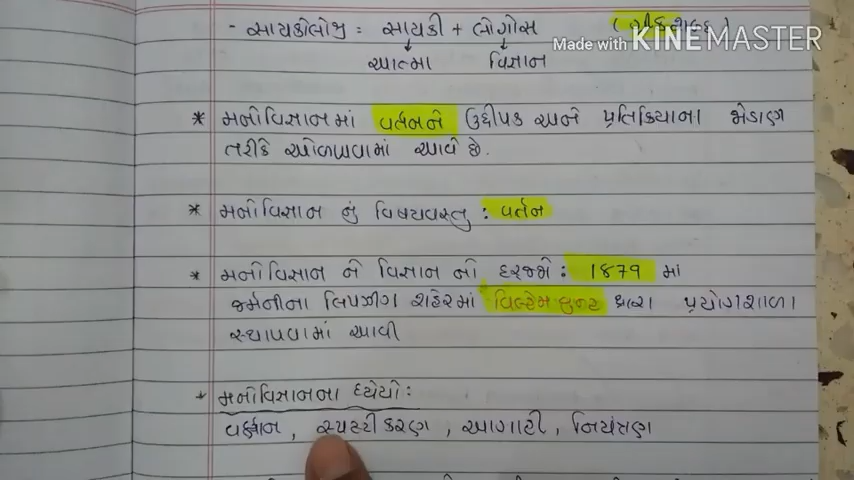 - સાયકોલોજી : સાયકી + લોગોસ (ગ્રીકશબ્દ)
Made with KINEMASTER
આત્મા વિજ્ઞાન
* મનોવિજ્ઞાનમાં વર્તનને ઉદ્દીપક અને પ્રતિક્રિયાના જોડાણ
તરીકે ઓળખવામાં આવે છે.
* મનોવિજ્ઞાન નું વિષયવસ્તુ : વર્તન
* મનોવિજ્ઞાન ને વિજ્ઞાન નો દરજ્જો : 1879 માં
જર્મનીના લિપઝીગ શહેરમાં વિલ્હેમ વુન્ટ દ્વારા પ્રયોગશાળા
સ્થાપવામાં આવી
* મનોવિજ્ઞાનના ધ્યેયો :
વર્ણન , સ્પષ્ટીકરણ , આગાહી , નિયંત્રણ